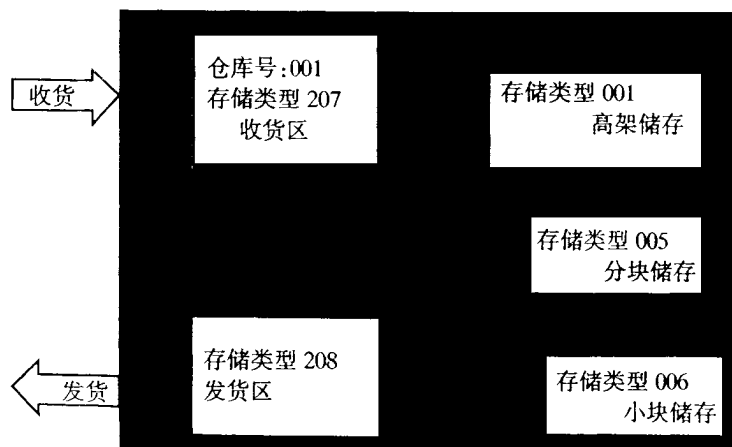 收货
仓库号:001
存储类型 207
收货区
存储类型 001
高架储存
存储类型 005
分块储存
发货
存储类型 208
发货区
存储类型 006
小块储存